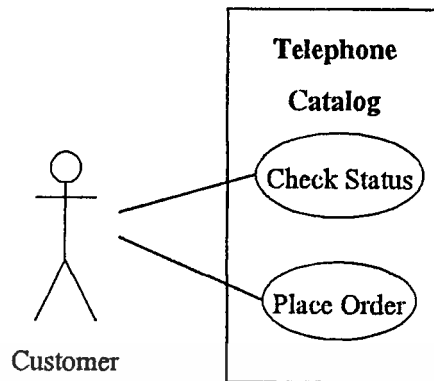 Telephone
Catalog
Check Status
Place Order
Customer